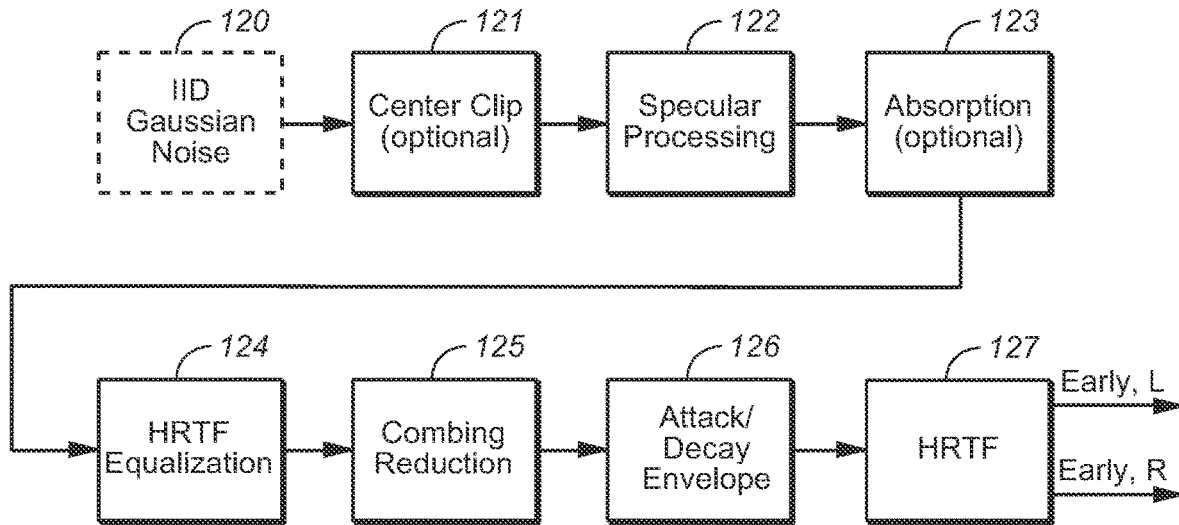 120
121
122
123
IID
Gaussian
Noise
Center Clip
(optional)
Specular
Processing
Absorption
(optional)
124
125
126
127
HRTF
Equalization
Combing
Reduction
Attack/
Decay
Envelope
HRTF
Early, L
Early, R